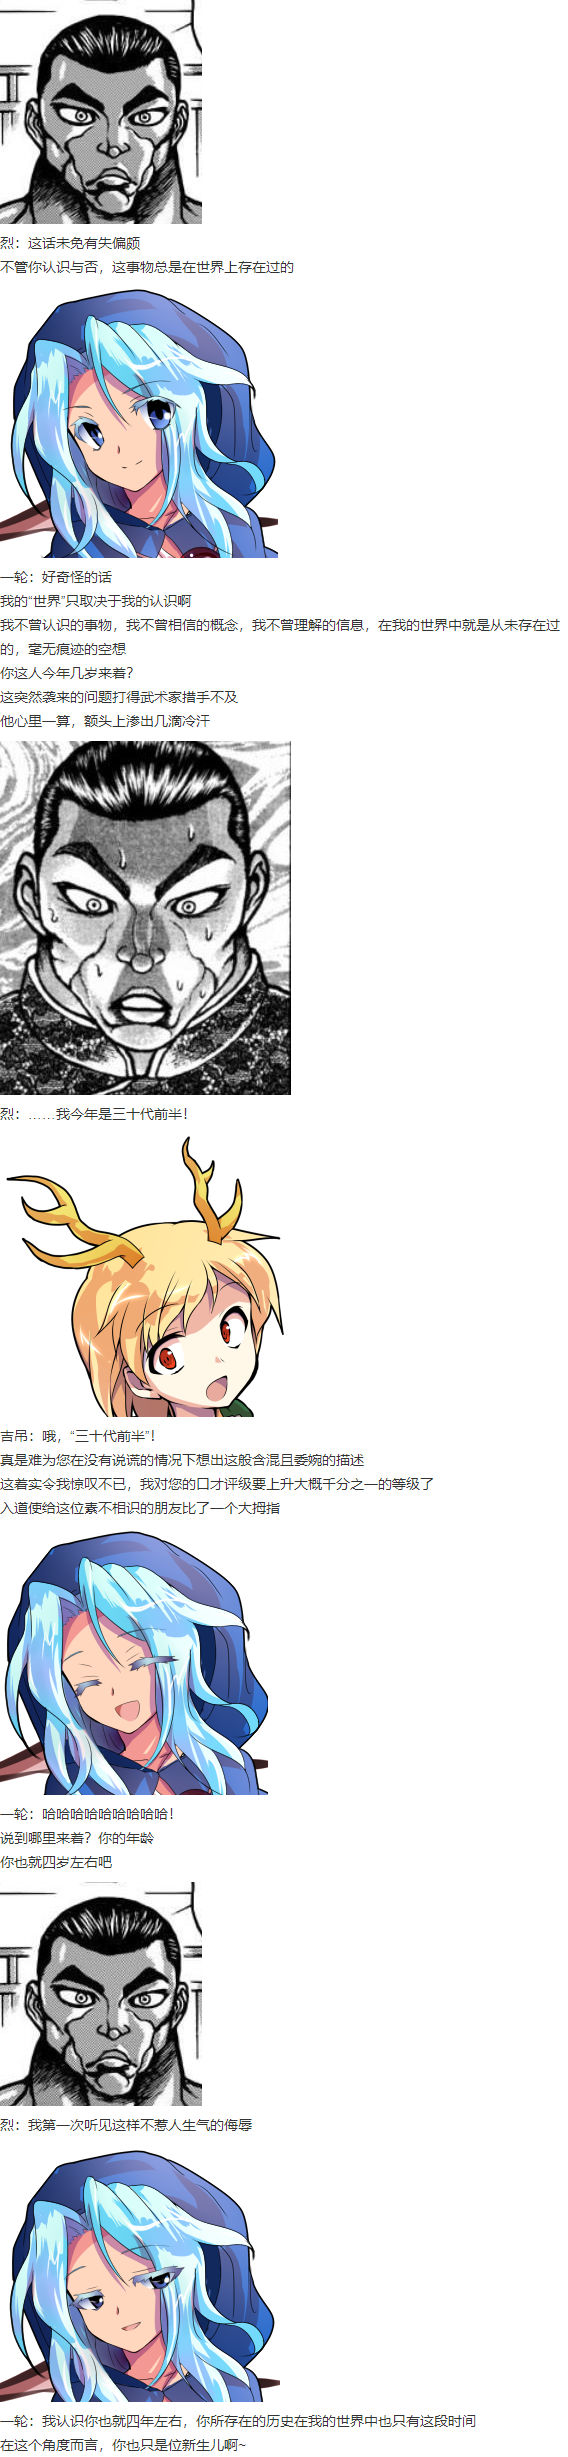 烈：这话未免有失偏颇
不管你认识与否，这事物总是在世界上存在过的
一轮：好奇怪的话
我的“世界”只取决于我的认识啊
我不曾认识的事物，我不曾相信的概念，我不曾理解的信息，在我的世界中就是从未存在过
的，毫无痕迹的空想
你这人今年几岁来着？
这突然袭来的问题打得武术家措手不及
他心里一算，额头上渗出几滴冷汗
烈：……我今年是三十代前半！
吉吊：哦，“三十代前半”！
真是难为您在没有说谎的情况下想出这般含混且委婉的描述
这着实令我惊叹不已，我对您的口才评级要上升大概千分之一的等级了
入道使给这位素不相识的朋友比了一个大拇指
一轮：哈哈哈哈哈哈哈哈哈！
说到哪里来着？你的年龄
你也就四岁左右吧
烈：我第一次听见这样不惹人生气的侮辱
一轮：我认识你也就四年左右，你所存在的历史在我的世界中也只有这段时间
在这个角度而言，你也只是位新生儿啊~